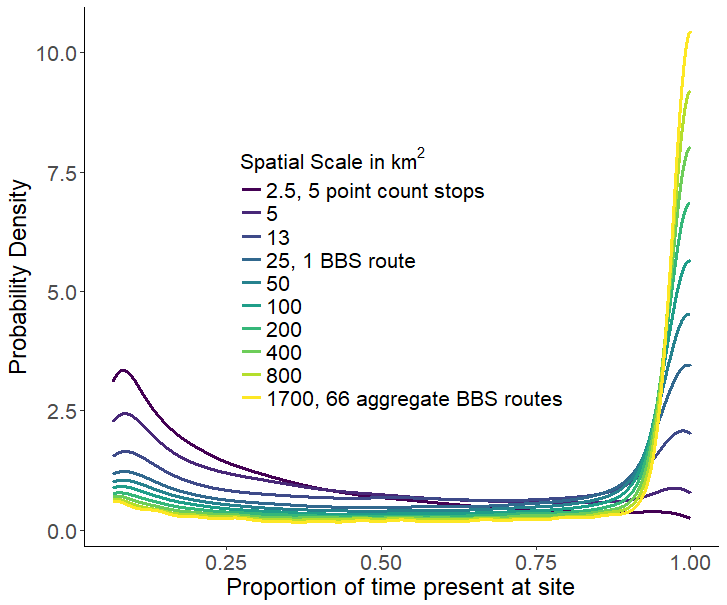 10.0
7.5
5.0
2.5
0.0
Probability Density
Spatial Scale in km²
2.5, 5 point count stops
5
13
25, 1 BBS route
50
100
200
400
800
1700, 66 aggregate BBS routes
0.25 0.50 0.75 1.00
Proportion of time present at site